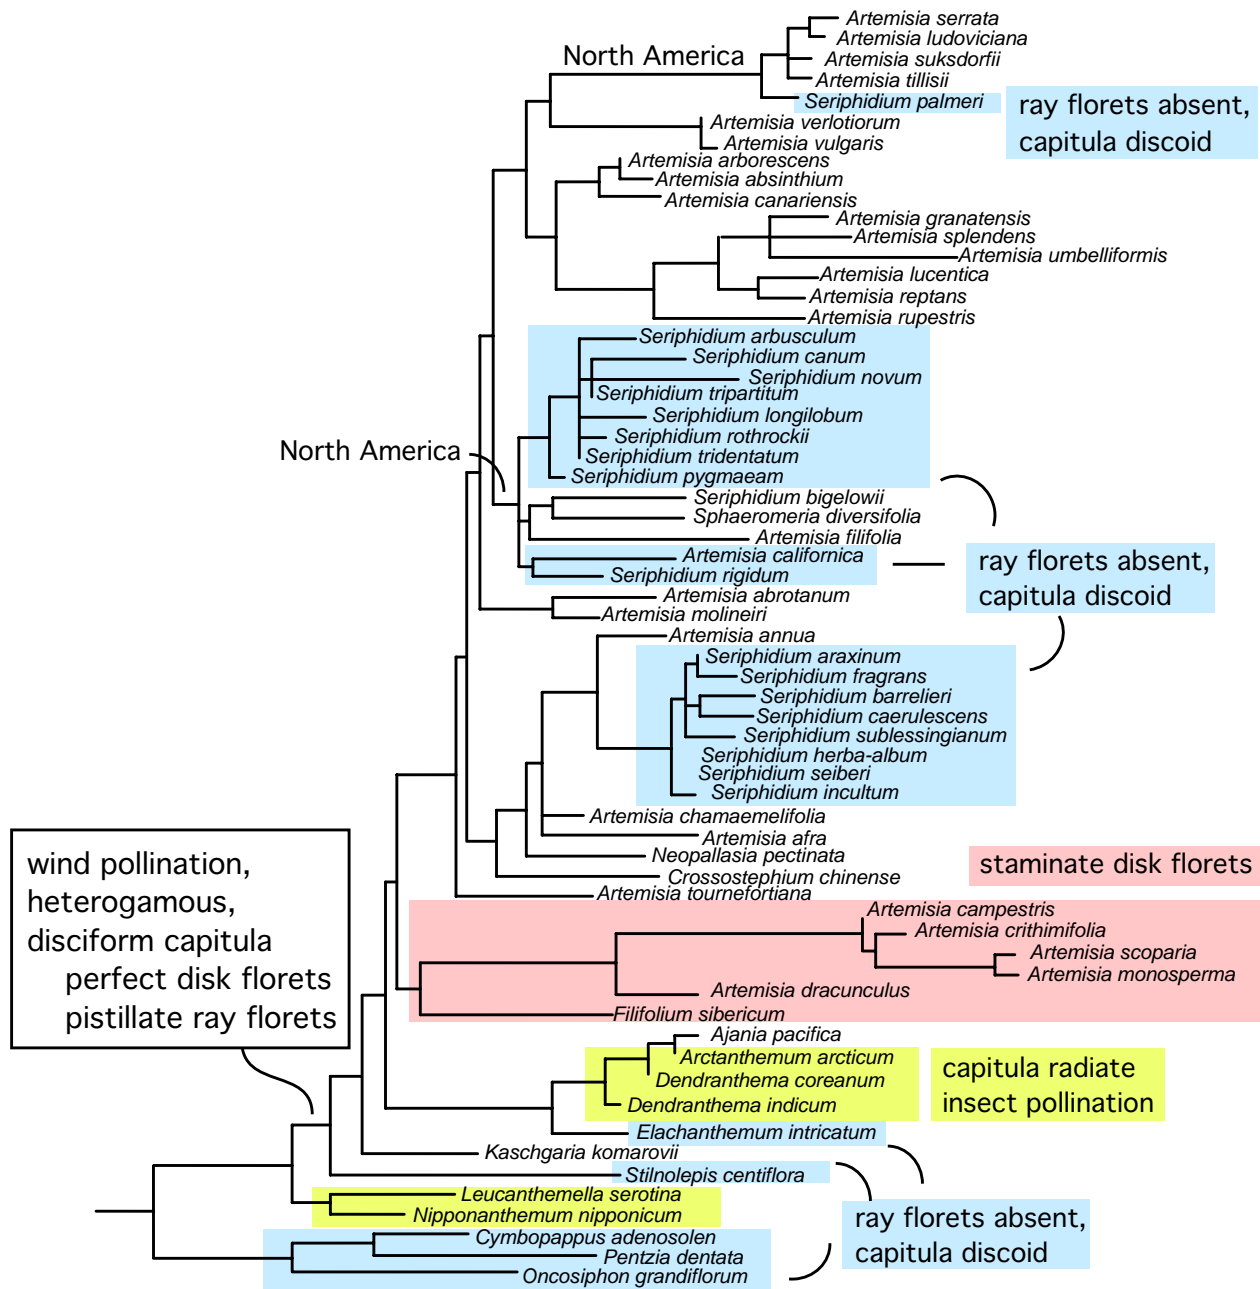 Artemisia serrata
Artemisia ludoviciana
North America
Artemisia suksdorfii
Artemisia tillisii
Seriphidium palmeri
ray florets absent,
capitula discoid
Artemisia verlotiorum
Artemisia vulgaris
Artemisia arborescens
Artemisia absinthium
Artemisia canariensis
Artemisia granatensis
Artemisia splendens
Artemisia umbelliformis
Artemisia lucentica
Artemisia reptans
Artemisia rupestris
Seriphidium arbusculum
Seriphidium canum
Seriphidium novum
Seriphidium tripartitum
Seriphidium longilobum
Seriphidium rothrockii
North America
Seriphidium tridentatum
Seriphidium pygmaeam
Seriphidium bigelowii
Sphaeromeria diversifolia
Artemisia filifolia
Artemisia californica
Seriphidium rigidum
ray florets absent,
capitula discoid
Artemisia abrotanum
Artemisia molineiri
Artemisia annua
Seriphidium araxinum
Seriphidium fragrans
Seriphidium barrelieri
Seriphidium caerulescens
Seriphidium sublessingianum
Seriphidium herba-album
Seriphidium seiberi
Seriphidium incultum
Artemisia chamaemelifolia
Artemisia afra
Neopallasia pectinata
Crossostephium chinense
Artemisia tournefortiana
staminate disk florets
wind pollination,
heterogamous,
disciform capitula
perfect disk florets
pistillate ray florets
Artemisia campestris
Artemisia crithimifolia
Artemisia scoparia
Artemisia monosperma
Artemisia dracunculus
Filifolium sibericum
Ajania pacifica
Arctanthemum arcticum
Dendranthema coreanum
Dendranthema indicum
capitula radiate
insect pollination
Elachanthemum intricatum
Kaschgaria komarovii
Stilnolepis centiflora
Leucanthemella serotina
Nipponanthemum nipponicum
ray florets absent,
capitula discoid
Cymbopappus adenosolen
Pentzia dentata
Oncosiphon grandiflorum